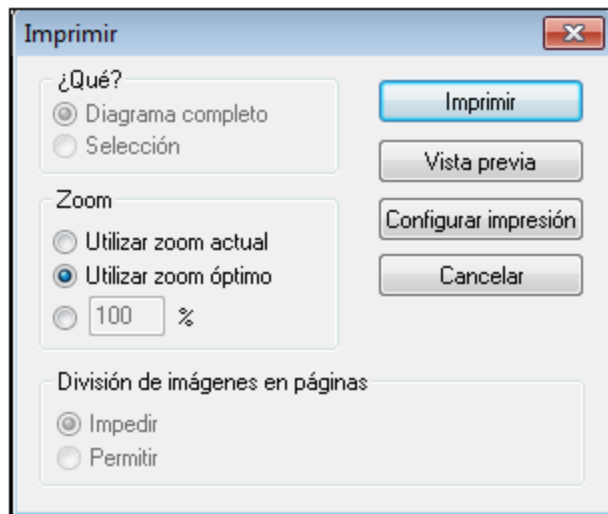 Imprimir
¿Qué?
Diagrama completo
Selección
Zoom
Utilizar zoom actual
Utilizar zoom óptimo
100 %
División de imágenes en páginas
Impedir
Permitir
Imprimir
Vista previa
Configurar impresión
Cancelar